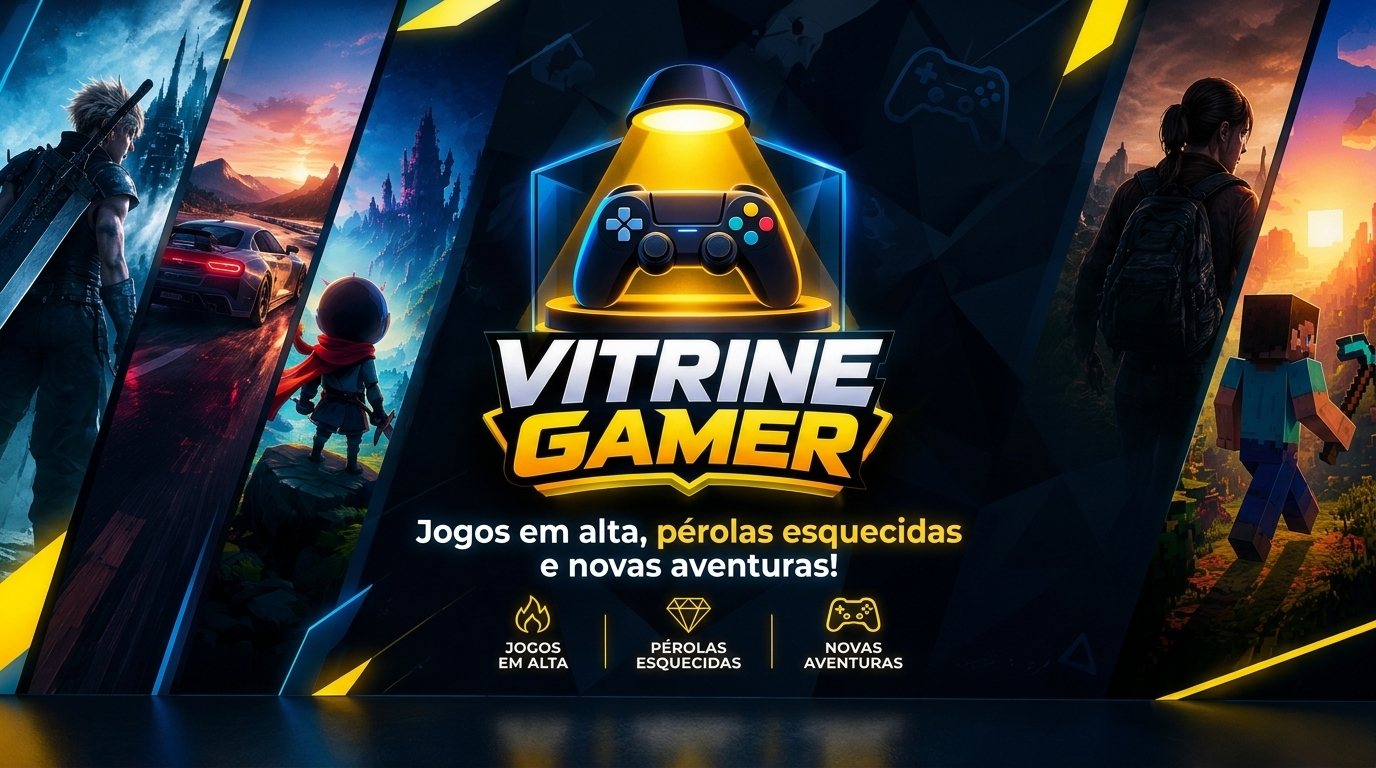 VITRINE
GAMER
Jogos em alta, pérolas esquecidas
e novas aventuras!
JOGOS
EM ALTA
PÉROLAS
ESQUECIDAS
NOVAS
AVENTURAS